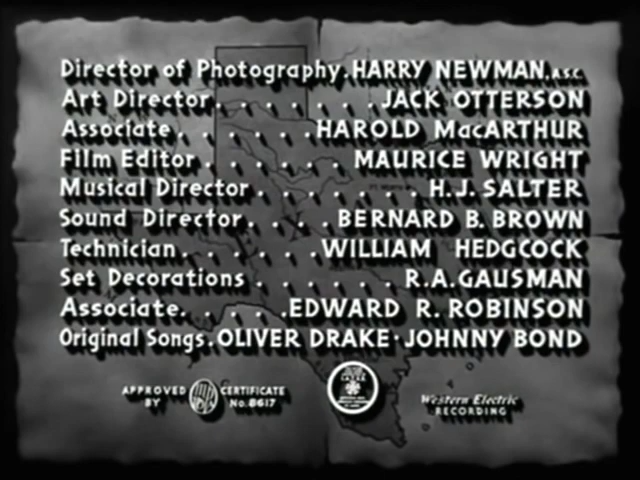 Director of Photography. HARRY NEWMAN, A.S.C.
Art Director. . . . . . . JACK OTTERSON
Associate. . . . . . HAROLD MacARTHUR
Film Editor . . . . . MAURICE WRIGHT
Musical Director . . . . . . . H. J. SALTER
Sound Director. . . . BERNARD B. BROWN
Technician. . . . . . WILLIAM HEDGCOCK
Set Decorations . . . . . . R. A. GAUSMAN
Associate. . . . . EDWARD R. ROBINSON
Original Songs. OLIVER DRAKE · JOHNNY BOND
APPROVED BY CERTIFICATE No. 8617
Western Electric
RECORDING